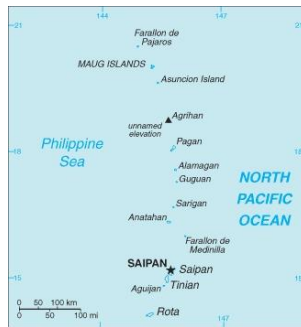 144
147
21
Farallon de
Pajaros
MAUG ISLANDS
Asuncion Island
Agrihan
unnamed
elevation
Philippine
Sea
Pagan
18
18
Alamagan
Guguan
NORTH
PACIFIC
OCEAN
Sarigan
Anatahan
Farallon de
Medinilla
SAIPAN
Saipan
15
15
Tinian
Aguijan
0 50 100 km
0 50 100 mi
Rota
147